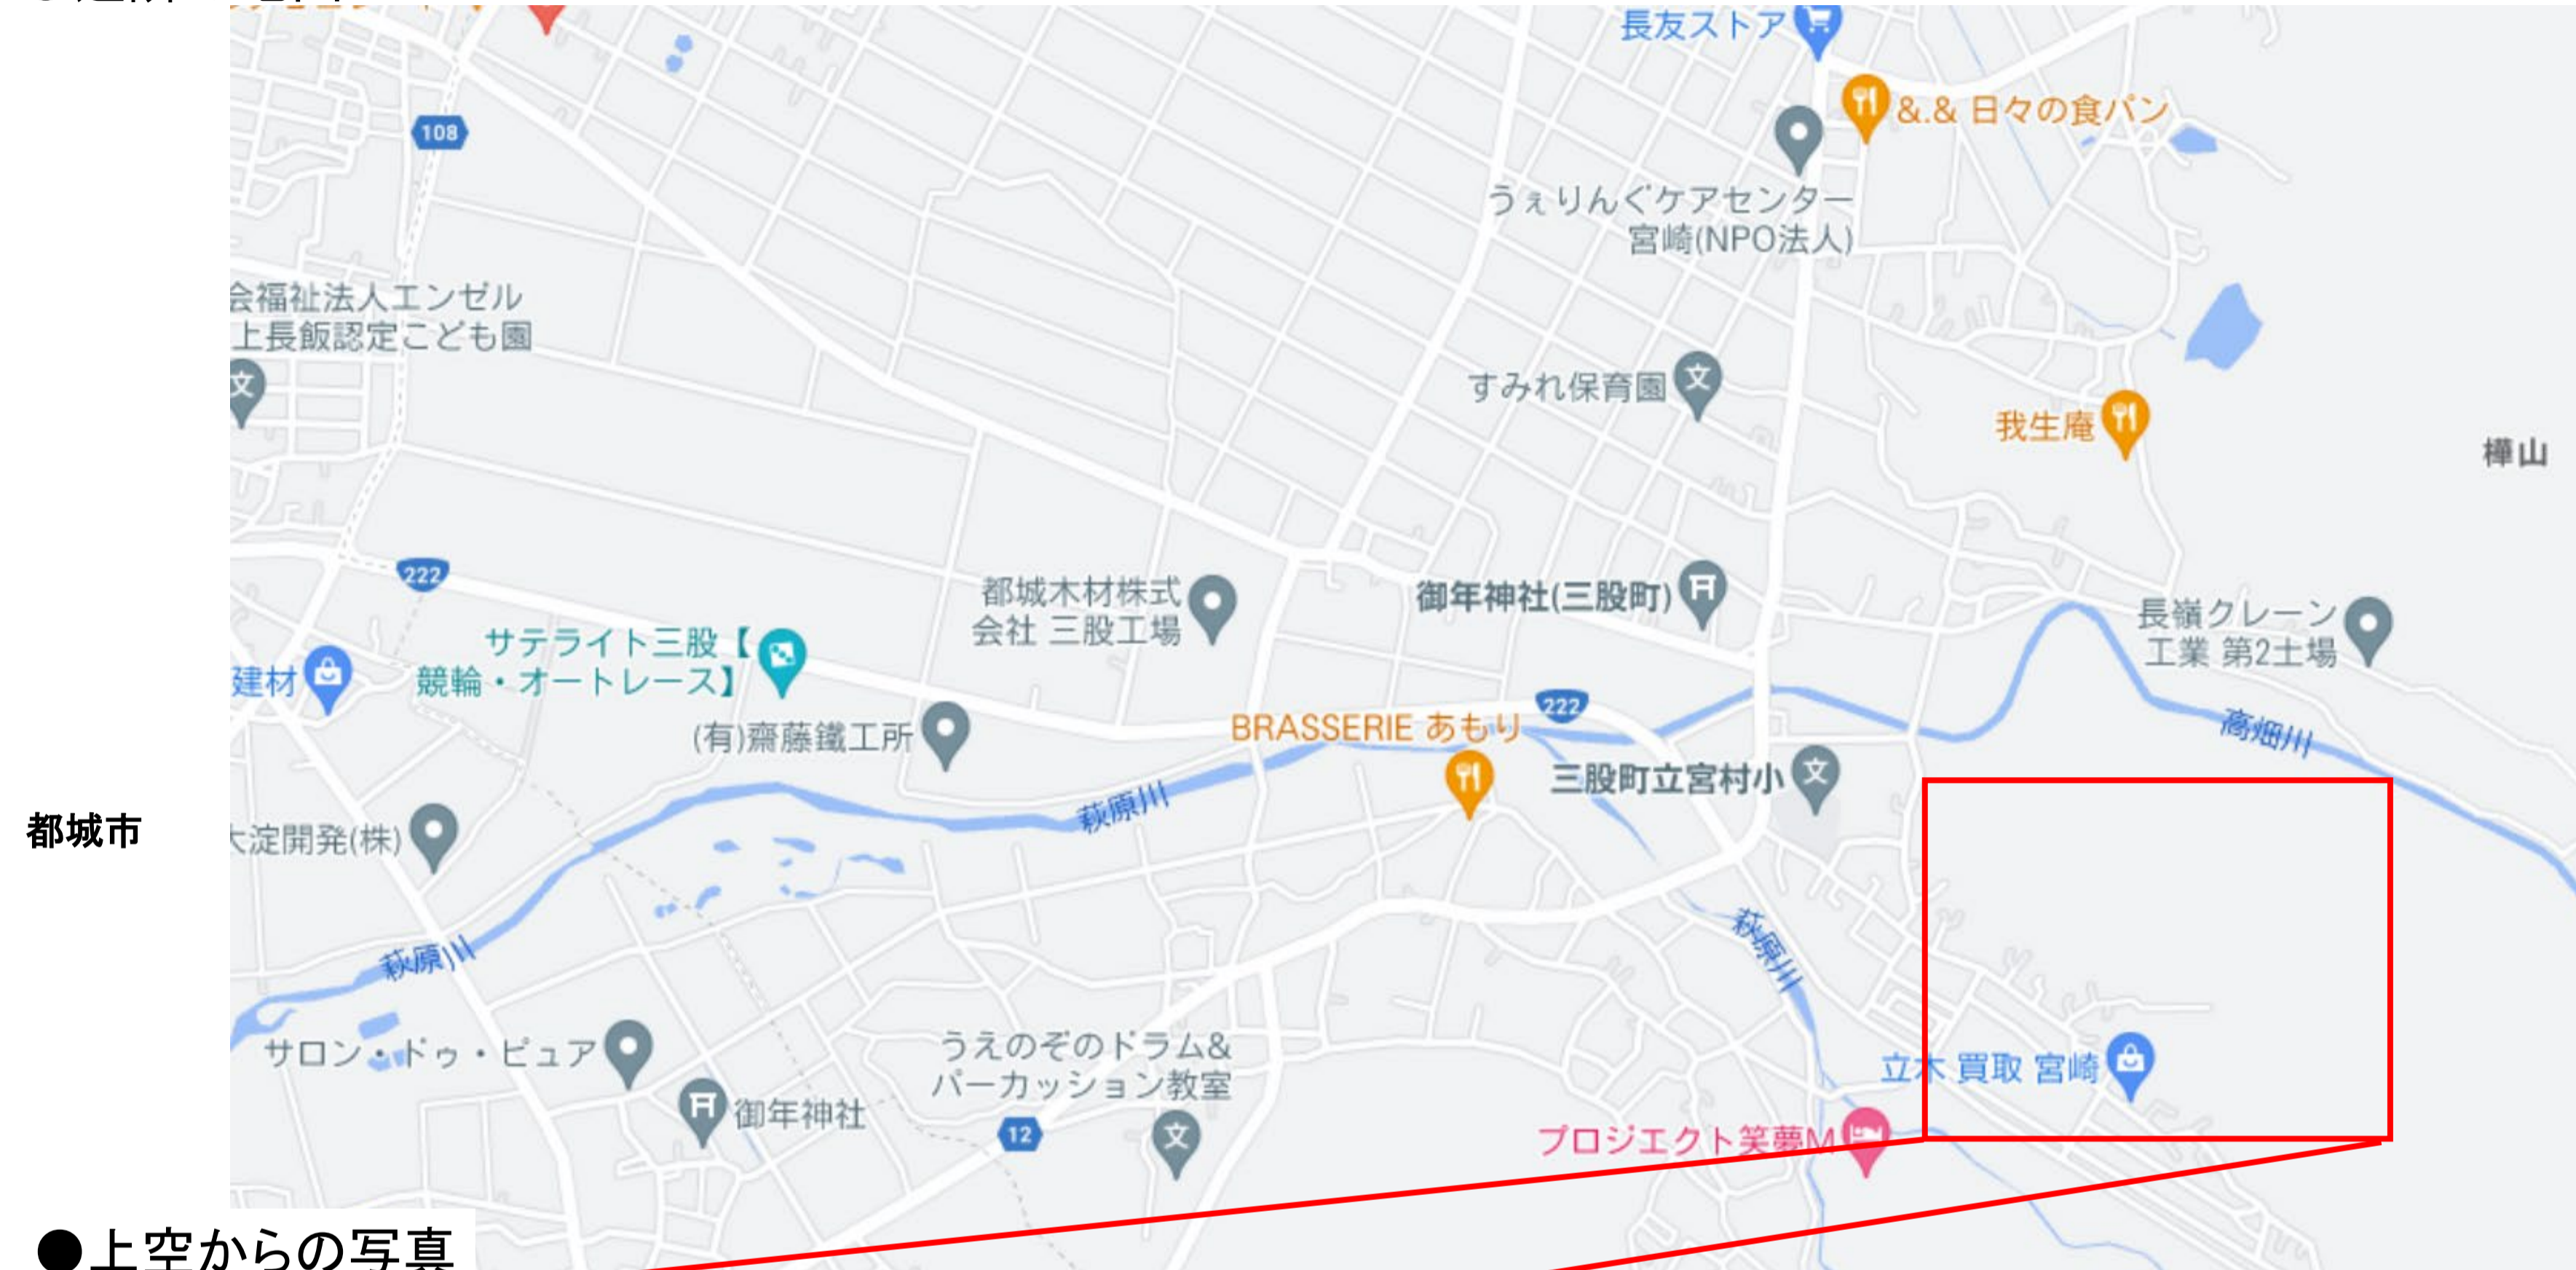 長友ストア
&.& 日々の食パン
108
うぇりんぐケアセンター
宮崎(NPO法人)
会福祉法人エンゼル
上長飯認定こども園
文
すみれ保育園
文
我生庵
樺山
222
都城木材株式
会社 三股工場
御年神社(三股町)
長嶺クレーン
工業 第2土場
サテライト三股【
競輪・オートレース】
建材
(有)齋藤鐵工所
BRASSERIE あもり
222
高畑川
三股町立宮村小
文
萩原川
都城市
大淀開発(株)
萩原川
萩原川
サロン・ドゥ・ピュア
うえのぞのドラム&
パーカッション教室
文
立木 買取 宮崎
御年神社
12
プロジェクト笑夢M
●上空からの写真